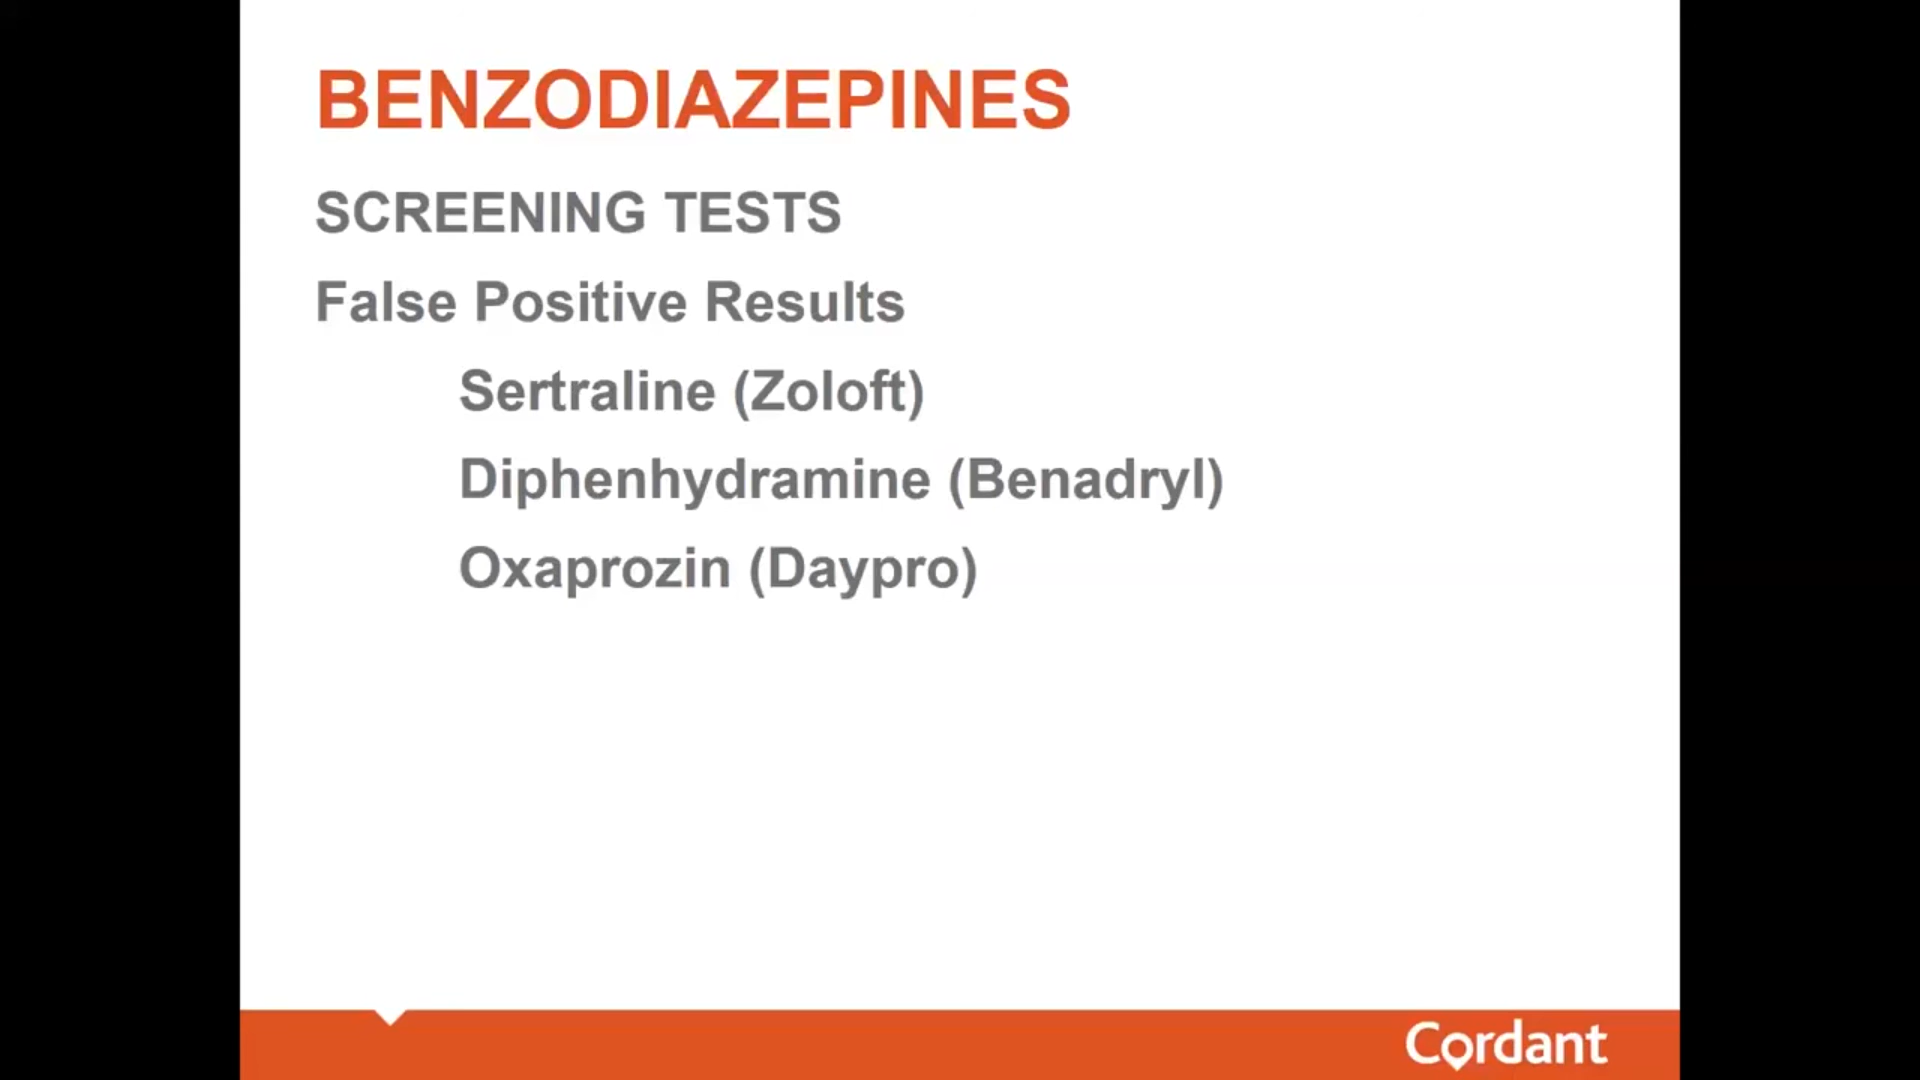 BENZODIAZEPINES
SCREENING TESTS
False Positive Results
Sertraline (Zoloft)
Diphenhydramine (Benadryl)
Oxaprozin (Daypro)
Cordant